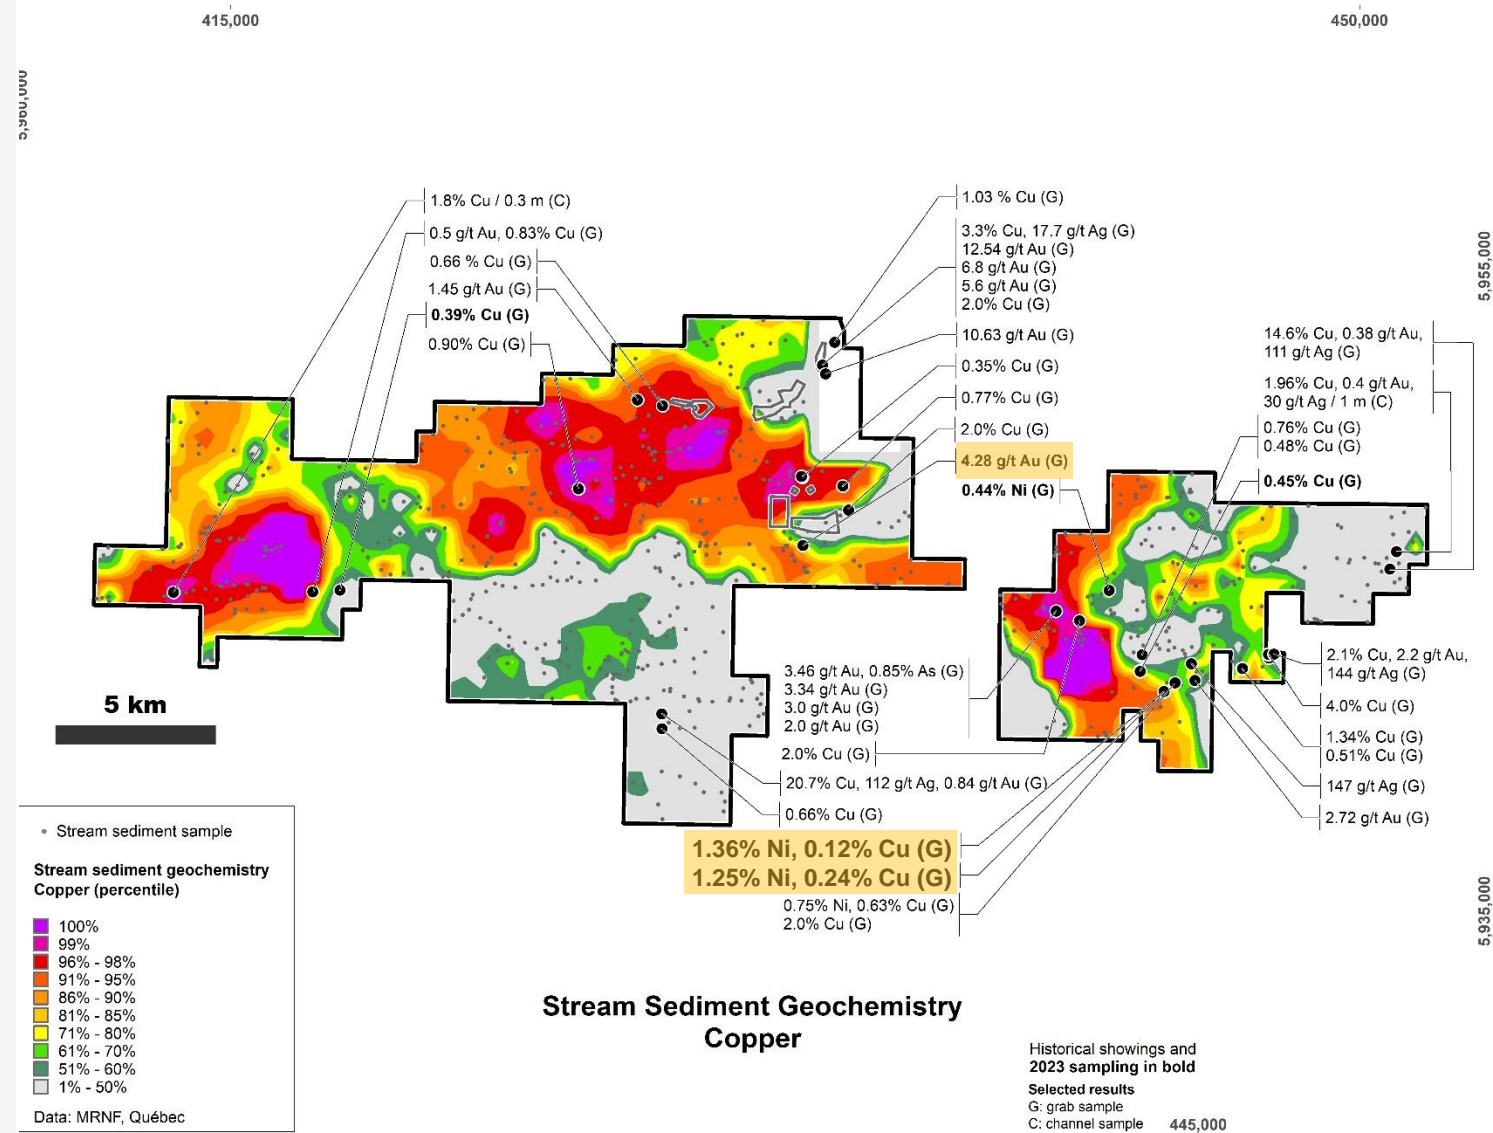 415,000
450,000
5,960,000
1.8% Cu / 0.3 m (C)
0.5 g/t Au, 0.83% Cu (G)
0.66 % Cu (G)
1.45 g/t Au (G)
0.39% Cu (G)
0.90% Cu (G)
1.03 % Cu (G)
3.3% Cu, 17.7 g/t Ag (G)
12.54 g/t Au (G)
6.8 g/t Au (G)
5.6 g/t Au (G)
2.0% Cu (G)
10.63 g/t Au (G)
0.35% Cu (G)
0.77% Cu (G)
2.0% Cu (G)
4.28 g/t Au (G)
0.44% Ni (G)
5,955,000
14.6% Cu, 0.38 g/t Au,
111 g/t Ag (G)
1.96% Cu, 0.4 g/t Au,
30 g/t Ag / 1 m (C)
0.76% Cu (G)
0.48% Cu (G)
0.45% Cu (G)
5 km
3.46 g/t Au, 0.85% As (G)
3.34 g/t Au (G)
3.0 g/t Au (G)
2.0 g/t Au (G)
2.0% Cu (G)
20.7% Cu, 112 g/t Ag, 0.84 g/t Au (G)
0.66% Cu (G)
1.36% Ni, 0.12% Cu (G)
1.25% Ni, 0.24% Cu (G)
0.75% Ni, 0.63% Cu (G)
2.0% Cu (G)
2.1% Cu, 2.2 g/t Au,
144 g/t Ag (G)
4.0% Cu (G)
1.34% Cu (G)
0.51% Cu (G)
147 g/t Ag (G)
2.72 g/t Au (G)
5,935,000
Stream sediment sample
Stream sediment geochemistry
Copper (percentile)
100%
99%
96% - 98%
91% - 95%
86% - 90%
81% - 85%
71% - 80%
61% - 70%
51% - 60%
1% - 50%
Data: MRNF, Québec
Stream Sediment Geochemistry
Copper
Historical showings and
2023 sampling in bold
Selected results
G: grab sample
C: channel sample
445,000